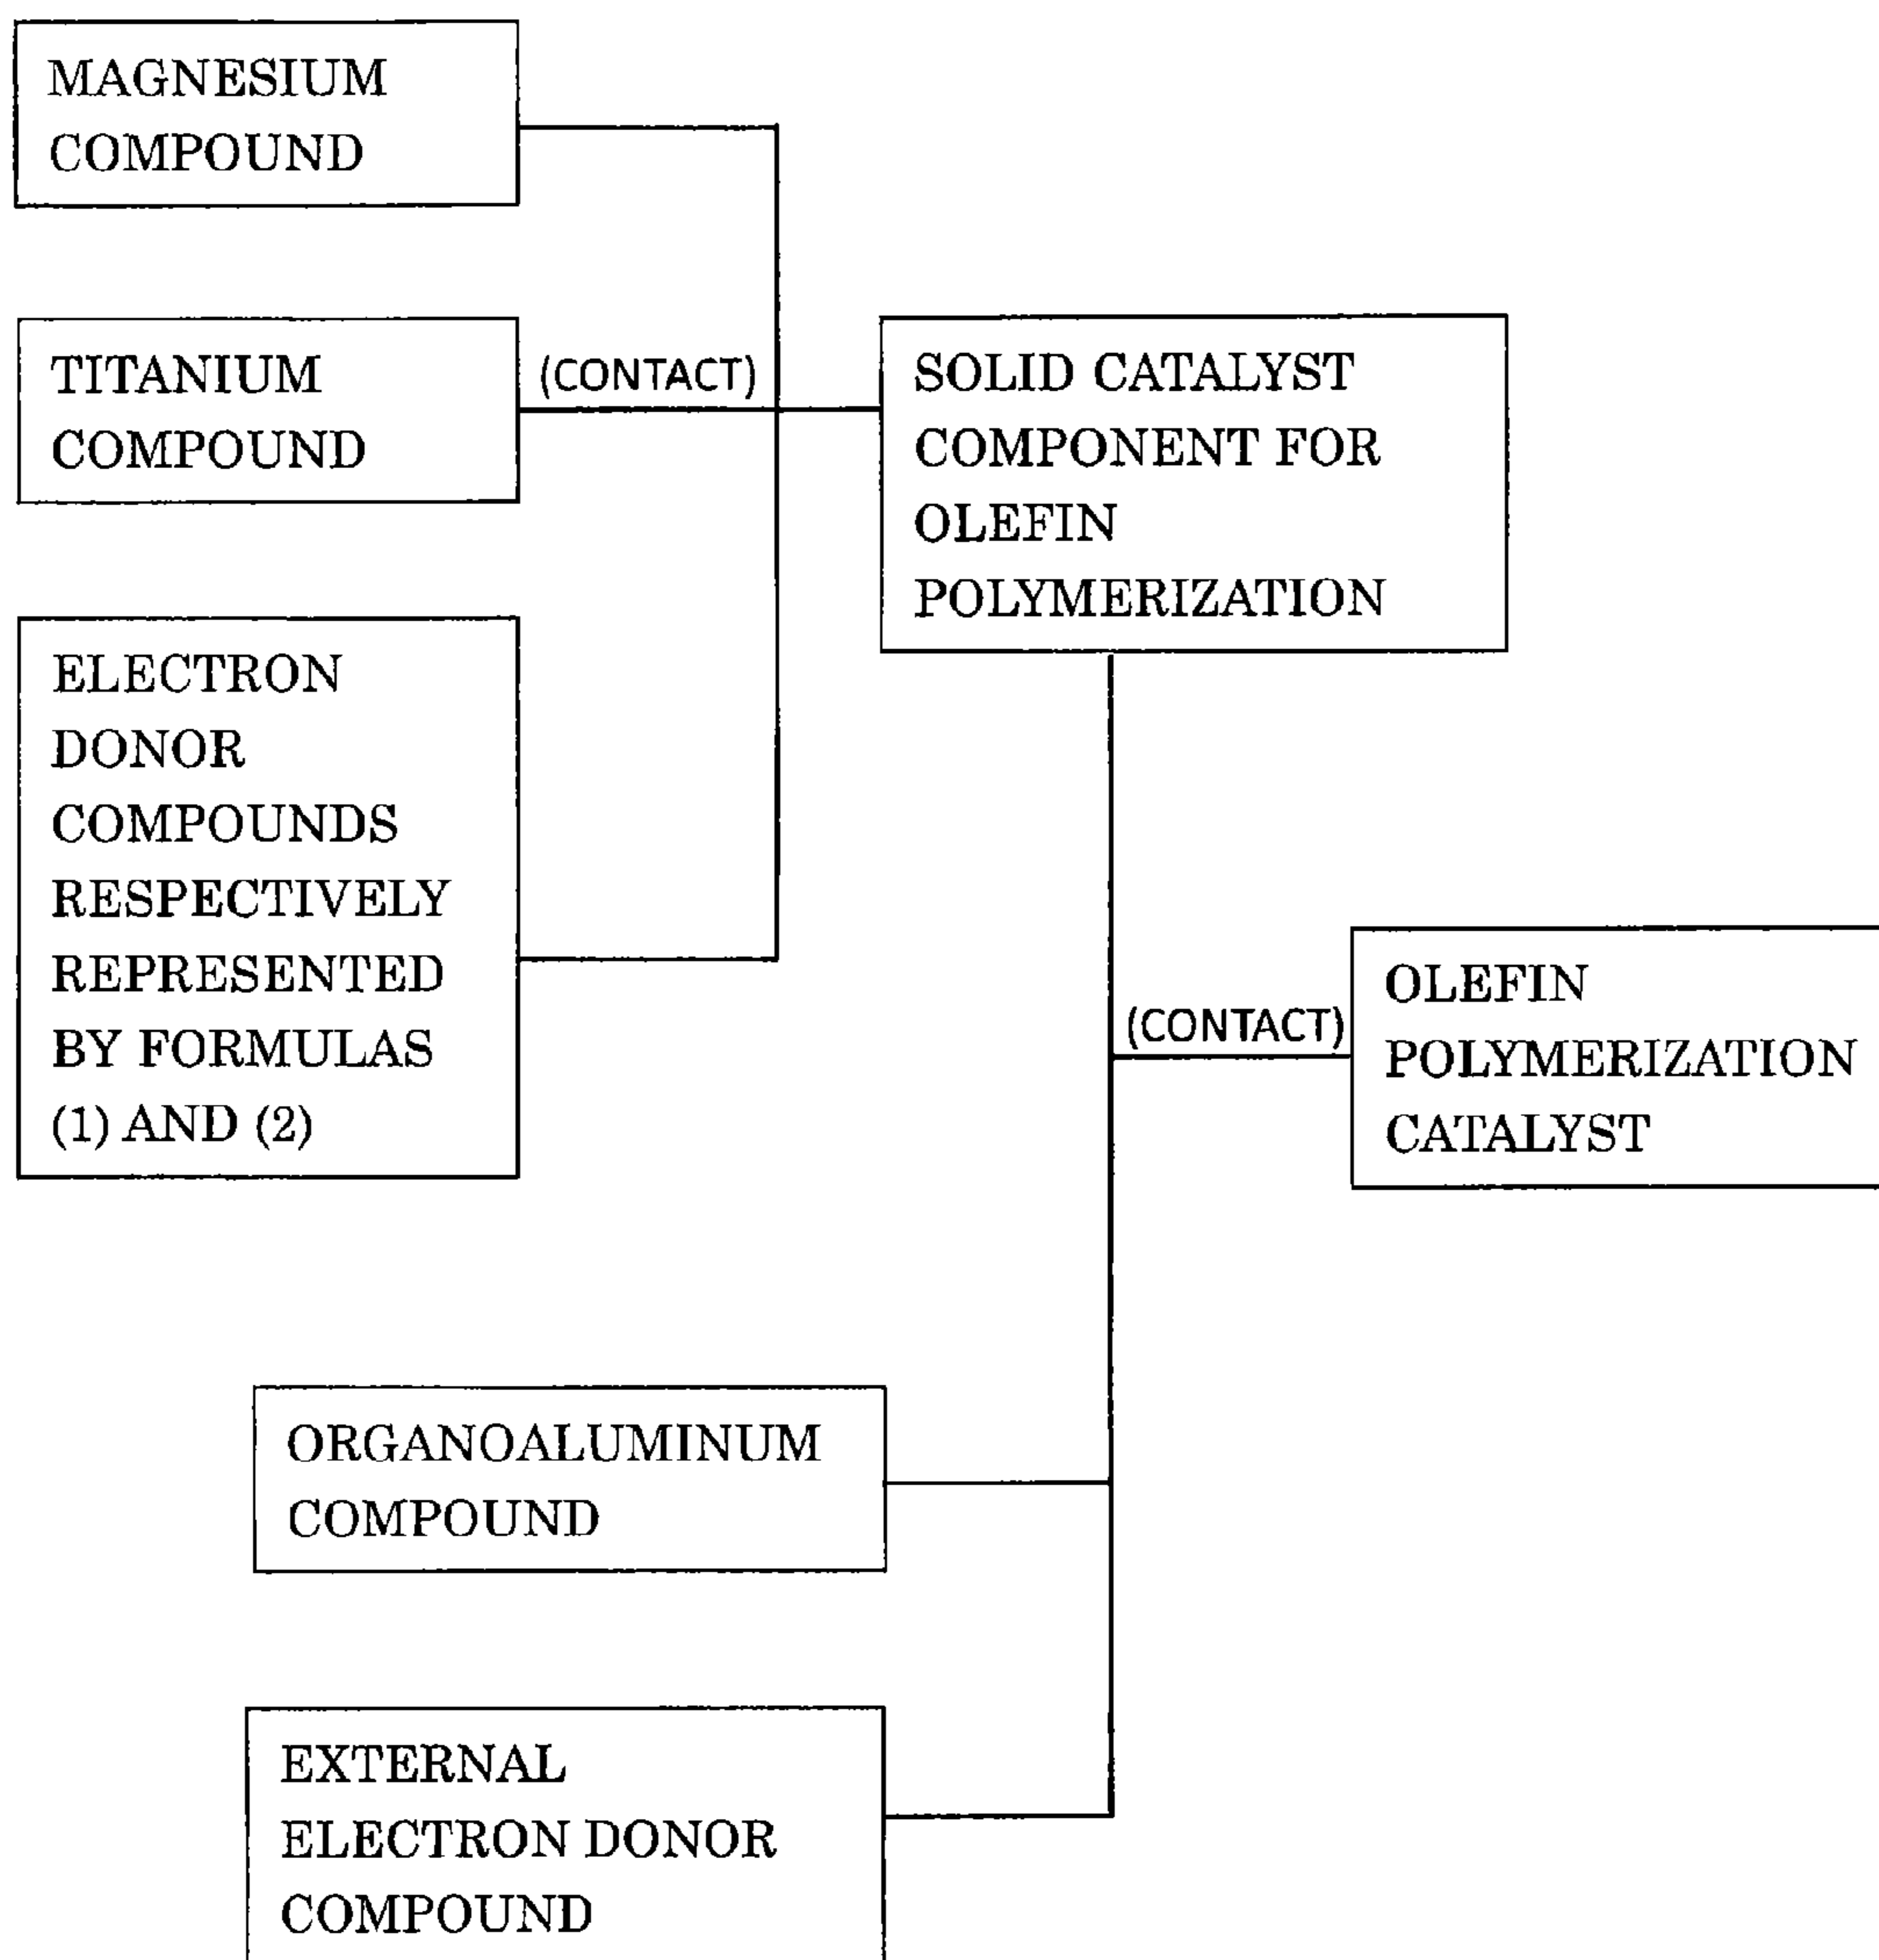 MAGNESIUM
COMPOUND
TITANIUM
COMPOUND
(CONTACT)
SOLID CATALYST
COMPONENT FOR
OLEFIN
POLYMERIZATION
ELECTRON
DONOR
COMPOUNDS
RESPECTIVELY
REPRESENTED
BY FORMULAS
(1) AND (2)
(CONTACT)
OLEFIN
POLYMERIZATION
CATALYST
ORGANOALUMINUM
COMPOUND
EXTERNAL
ELECTRON DONOR
COMPOUND